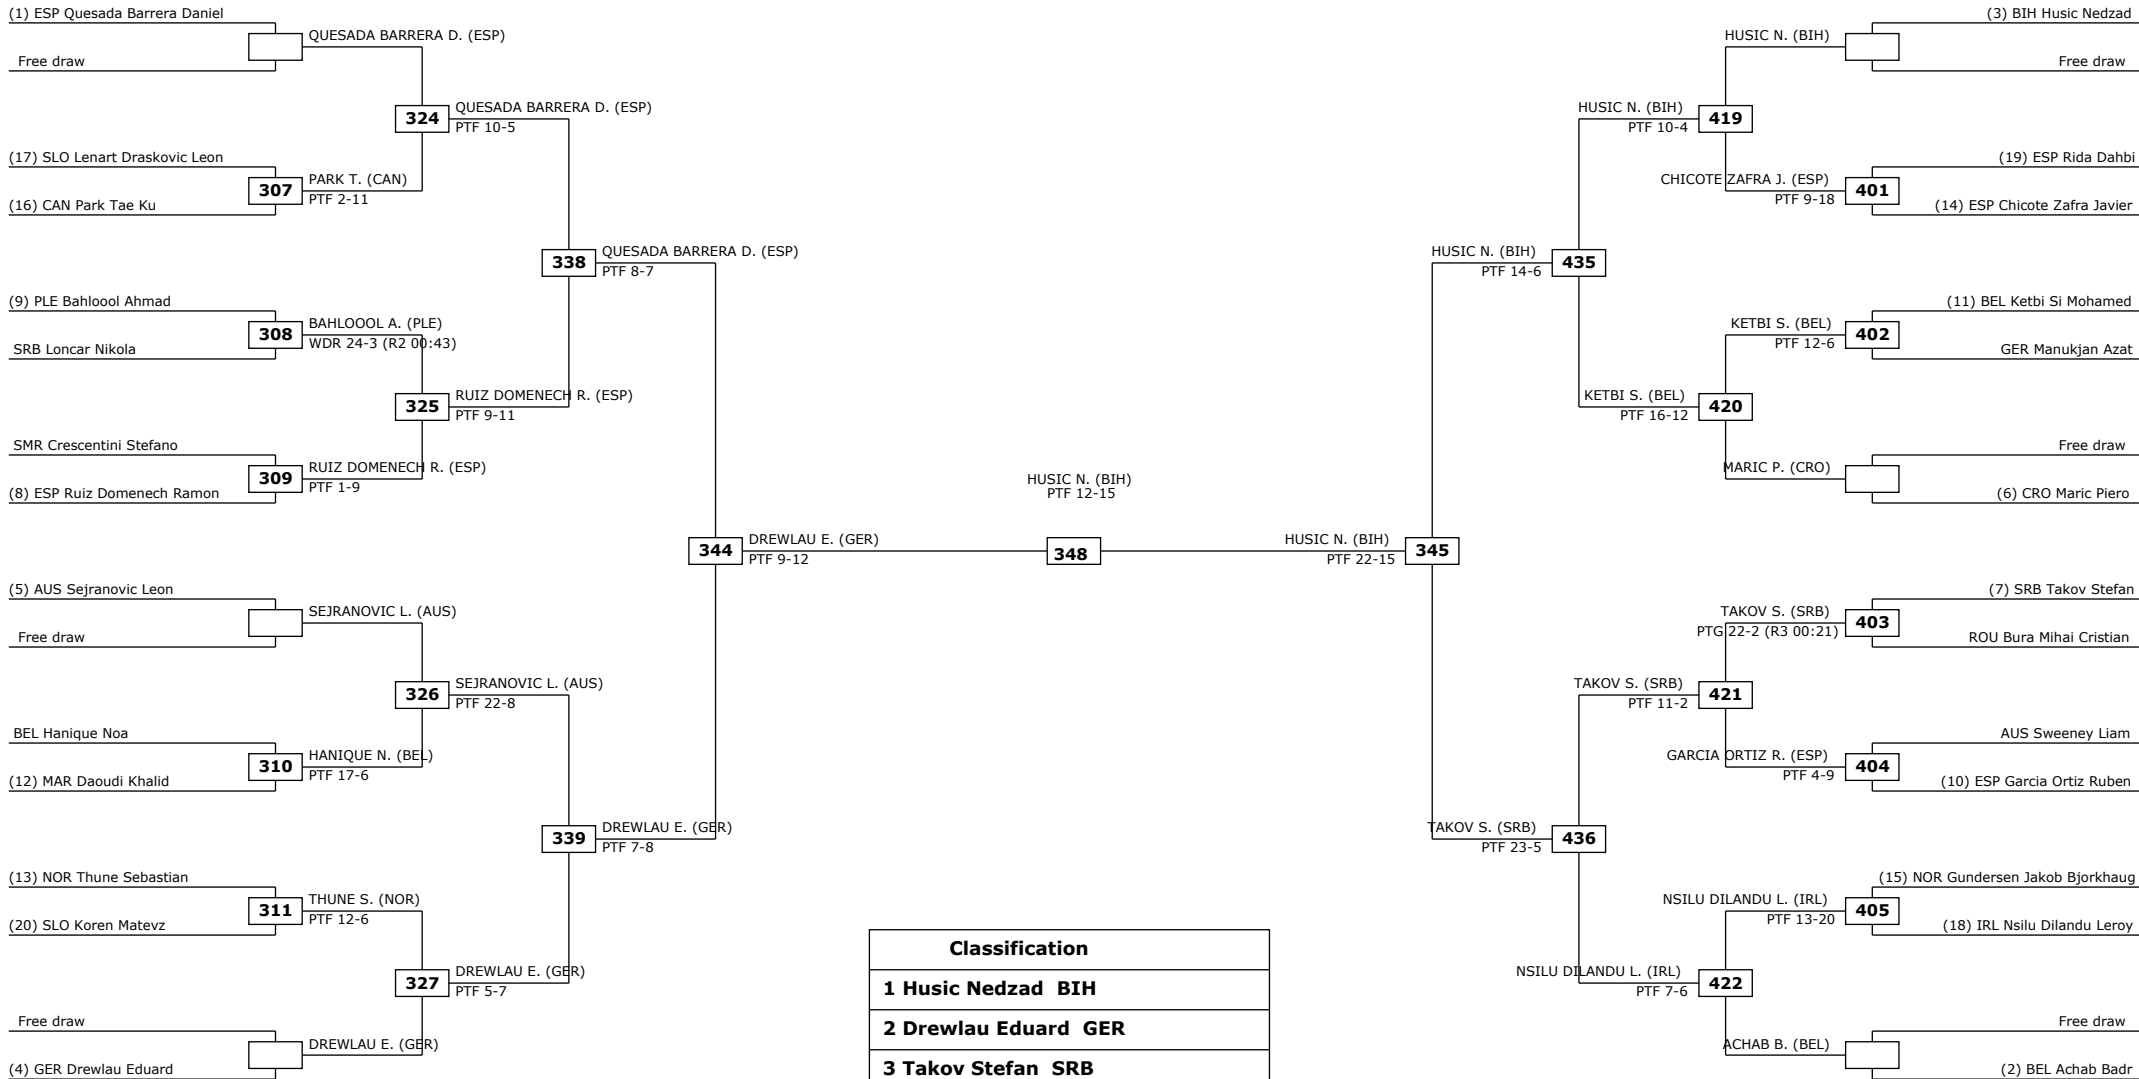 (1) ESP Quesada Barrera Daniel
QUESADA BARRERA D. (ESP)
Free draw
324
QUESADA BARRERA D. (ESP)
PTF 10-5
(17) SLO Lenart Draskovic Leon
307
PARK T. (CAN)
PTF 2-11
(16) CAN Park Tae Ku
338
QUESADA BARRERA D. (ESP)
PTF 8-7
(9) PLE Bahloool Ahmad
308
BAHLOOOL A. (PLE)
WDR 24-3 (R2 00:43)
SRB Loncar Nikola
325
RUIZ DOMENECH R. (ESP)
PTF 9-11
SMR Crescentini Stefano
309
RUIZ DOMENECH R. (ESP)
PTF 1-9
(8) ESP Ruiz Domenech Ramon
344
DREWLAU E. (GER)
PTF 9-12
(5) AUS Sejranovic Leon
SEJRANOVIC L. (AUS)
Free draw
326
SEJRANOVIC L. (AUS)
PTF 22-8
BEL Hanique Noa
310
HANIQUE N. (BEL)
PTF 17-6
(12) MAR Daoudi Khalid
339
DREWLAU E. (GER)
PTF 7-8
(13) NOR Thune Sebastian
311
THUNE S. (NOR)
PTF 12-6
(20) SLO Koren Matevz
327
DREWLAU E. (GER)
PTF 5-7
Free draw
DREWLAU E. (GER)
(4) GER Drewlau Eduard
HUSIC N. (BIH)
PTF 12-15
348
(3) BIH Husic Nedzad
HUSIC N. (BIH)
Free draw
HUSIC N. (BIH)
PTF 10-4
419
(19) ESP Rida Dahbi
CHICOTE ZAFRA J. (ESP)
PTF 9-18
401
(14) ESP Chicote Zafra Javier
HUSIC N. (BIH)
PTF 14-6
435
(11) BEL Ketbi Si Mohamed
KETBI S. (BEL)
PTF 12-6
402
GER Manukjan Azat
KETBI S. (BEL)
PTF 16-12
420
Free draw
MARIC P. (CRO)
(6) CRO Maric Piero
HUSIC N. (BIH)
PTF 22-15
345
(7) SRB Takov Stefan
TAKOV S. (SRB)
PTG 22-2 (R3 00:21)
403
ROU Bura Mihai Cristian
TAKOV S. (SRB)
PTF 11-2
421
AUS Sweeney Liam
GARCIA ORTIZ R. (ESP)
PTF 4-9
404
(10) ESP Garcia Ortiz Ruben
TAKOV S. (SRB)
PTF 23-5
436
(15) NOR Gundersen Jakob Bjorkhaug
NSILU DILANDU L. (IRL)
PTF 13-20
405
(18) IRL Nsilu Dilandu Leroy
NSILU DILANDU L. (IRL)
PTF 7-6
422
Free draw
ACHAB B. (BEL)
(2) BEL Achab Badr
Classification
1 Husic Nedzad BIH
2 Drewlau Eduard GER
3 Takov Stefan SRB